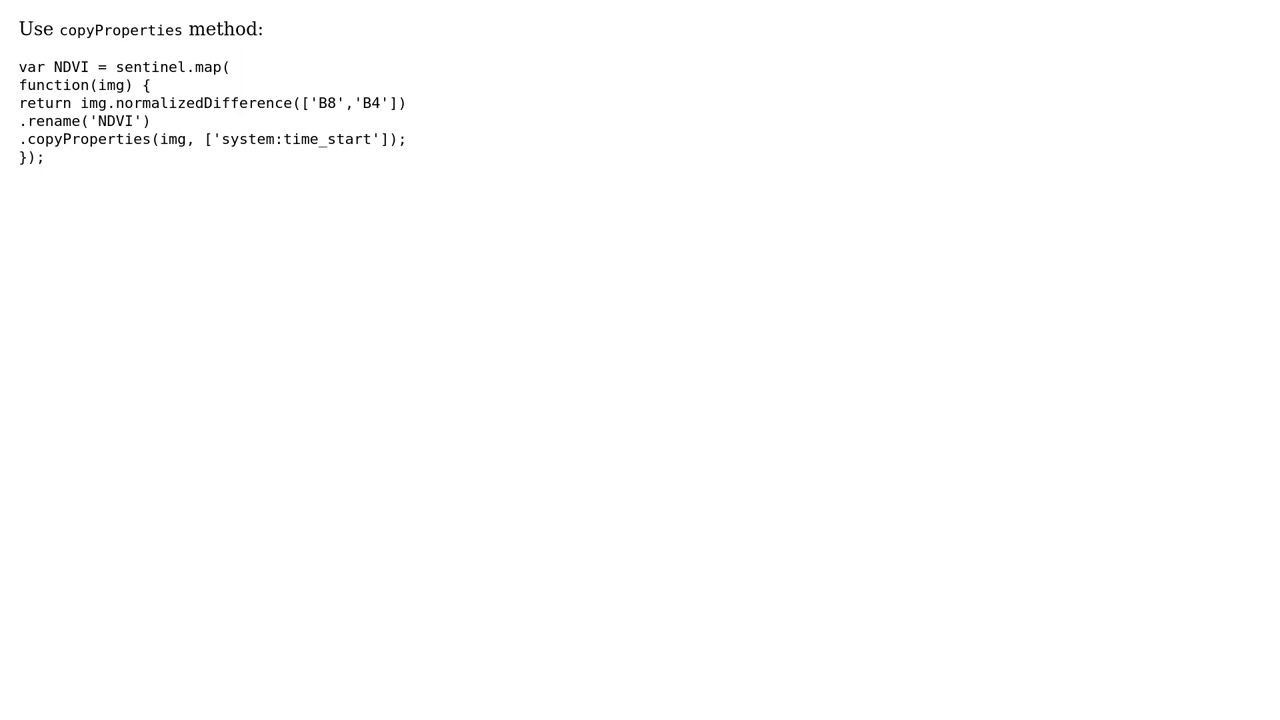 Use copyProperties method:
var NDVI = sentinel.map(
function(img) {
return img.normalizedDifference(['B8','B4'])
.rename('NDVI')
.copyProperties(img, ['system:time_start']);
});